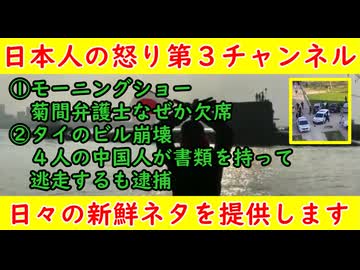 日本人の怒り第３チャンネル
①モーニングショー
菊間弁護士なぜか欠席
②タイのビル崩壊
４人の中国人が書類を持って
逃走するも逮捕
日々の新鮮ネタを提供します